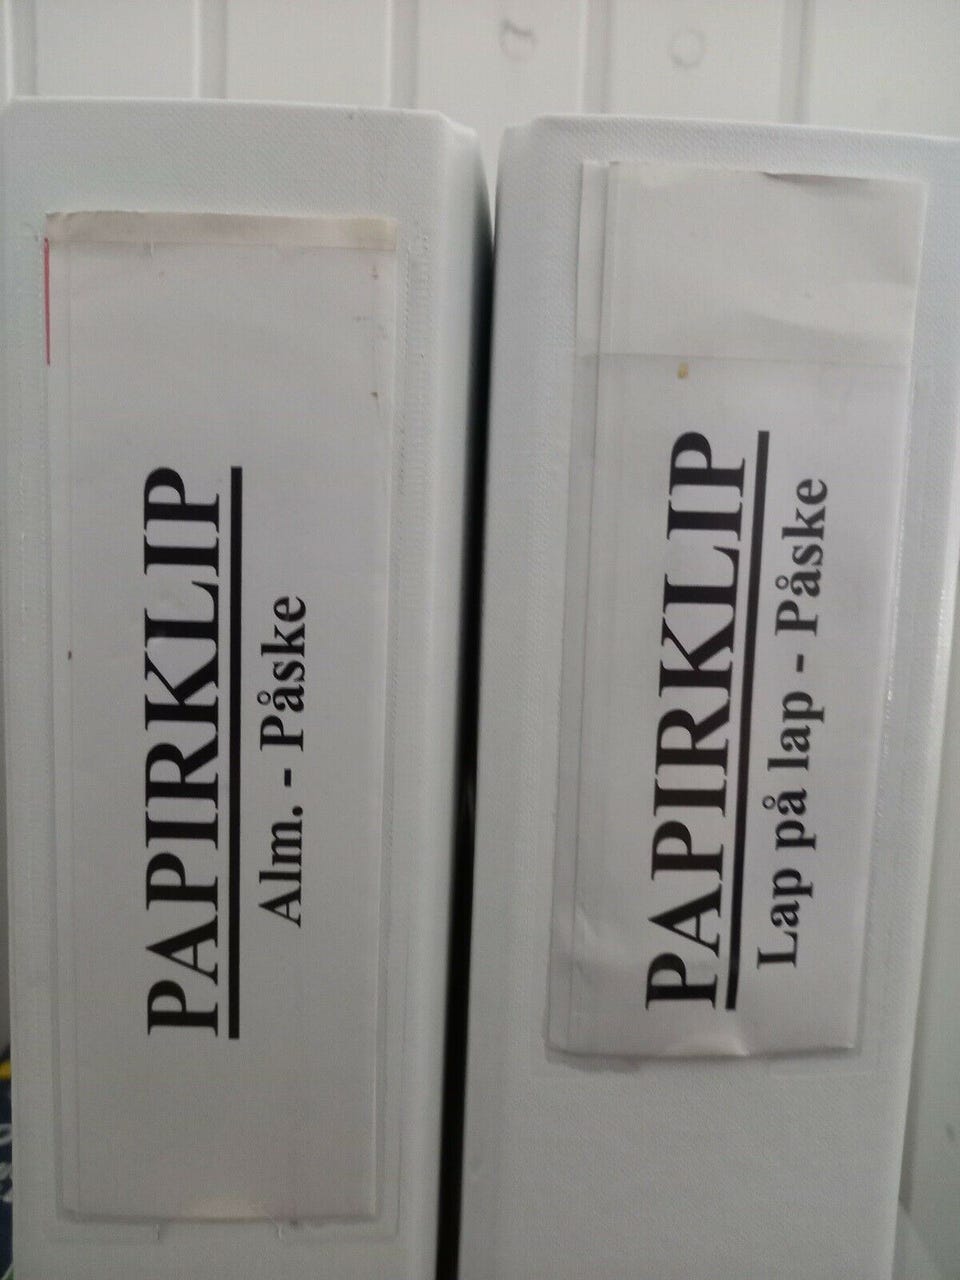 PAPIRKLIP
Alm. - Påske
PAPIRKLIP
Lap på lap - Påske